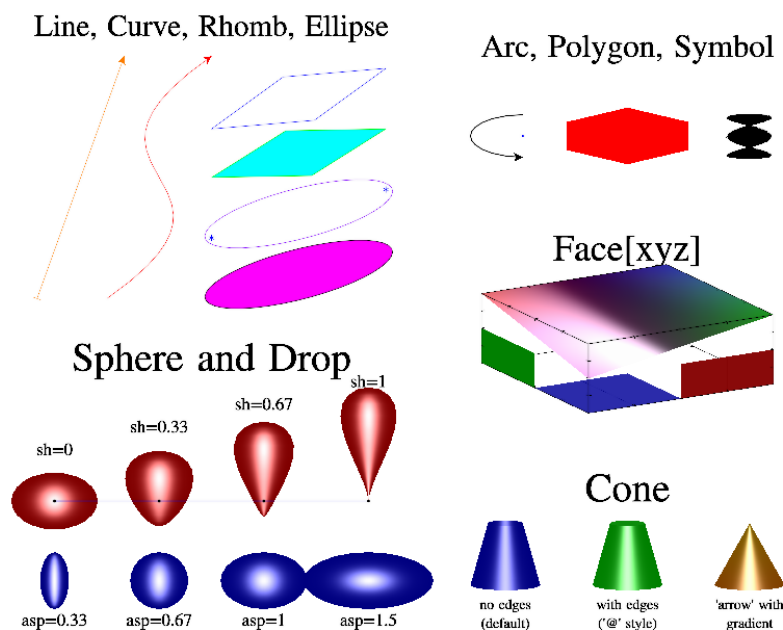 Line, Curve, Rhomb, Ellipse
Arc, Polygon, Symbol
Face[xyz]
Sphere and Drop
sh=0
sh=0.33
sh=0.67
sh=1
asp=0.33
asp=0.67
asp=1
asp=1.5
Cone
no edges
(default)
with edges
('@' style)
'arrow' with
gradient